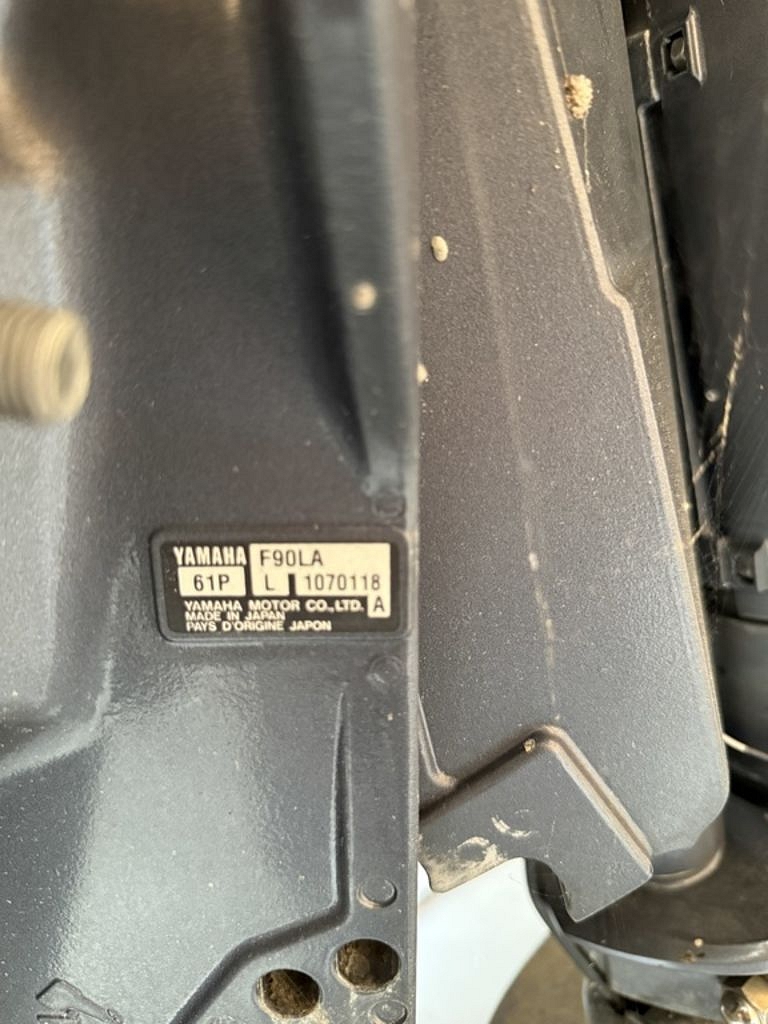 YAMAHA F90LA
61P L 1070118
YAMAHA MOTOR CO.,LTD. A
MADE IN JAPAN
PAYS D'ORIGINE JAPON